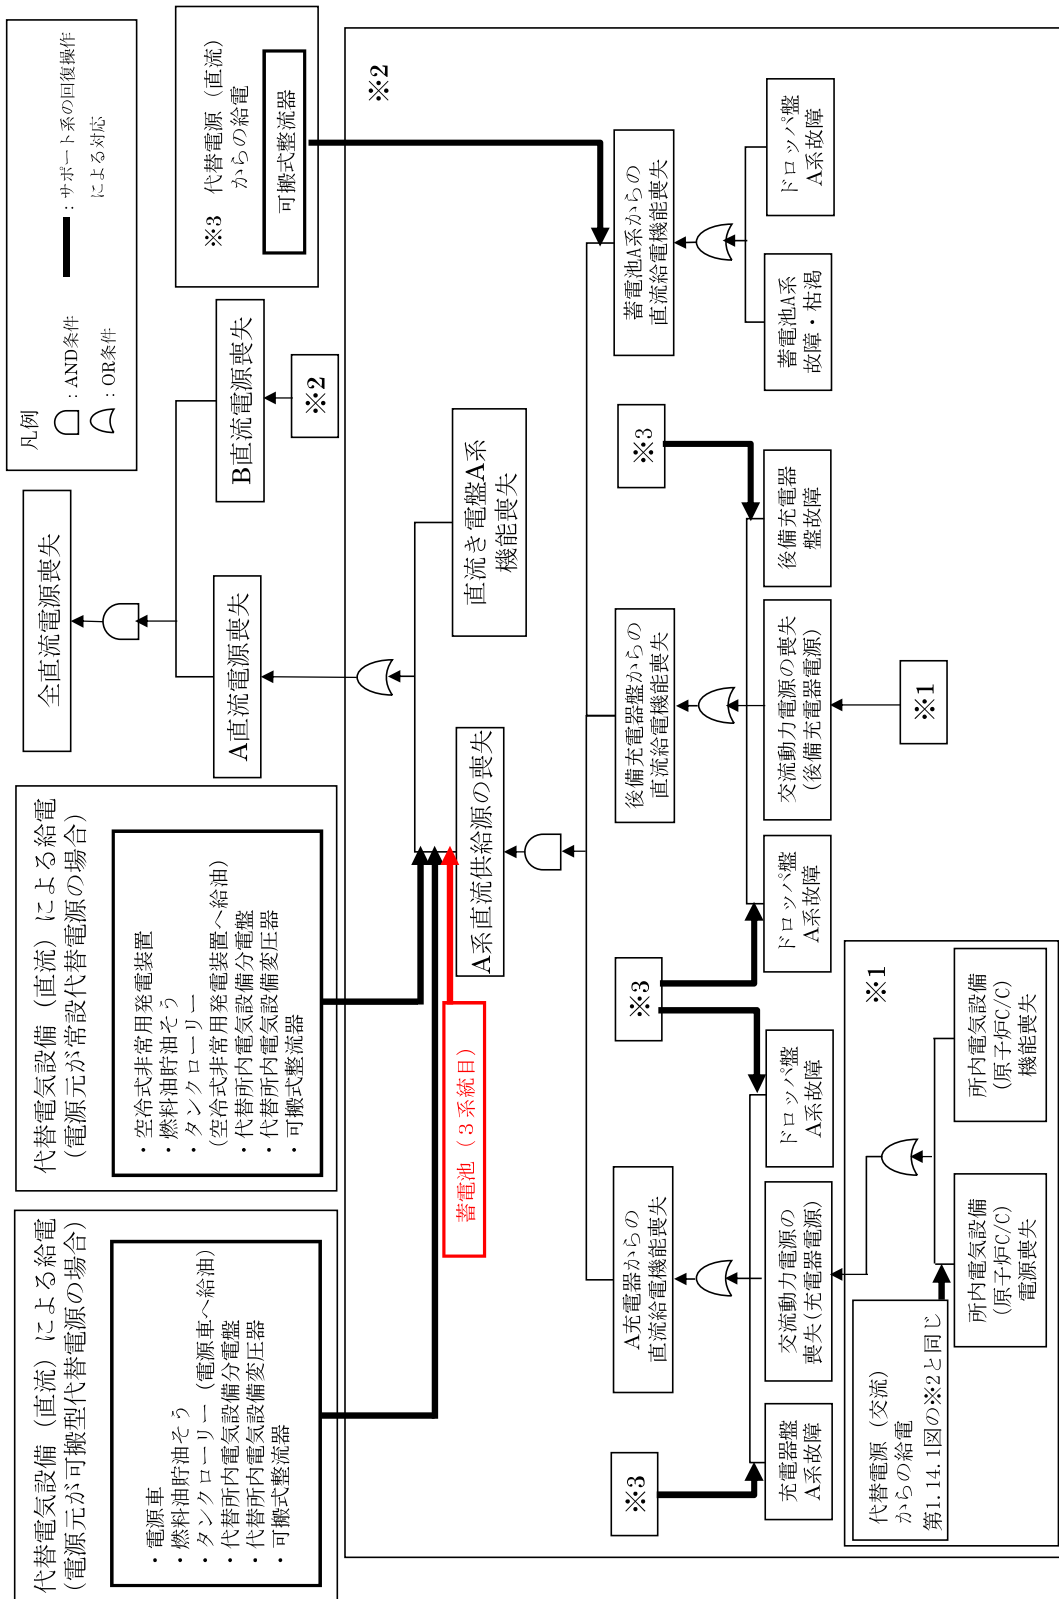 代替電気設備（直流）による給電
(電源元が可搬型代替電源の場合)
・電源車
・燃料油貯油そう
・タンクローリー（電源車へ給油）
・代替所内電気設備分電盤
・代替所内電気設備変圧器
・可搬式整流器
代替電気設備（直流）による給電
(電源元が常設代替電源の場合)
・空冷式非常用発電装置
・燃料油貯油そう
・タンクローリー
(空冷式非常用発電装置へ給油)
・代替所内電気設備分電盤
・代替所内電気設備変圧器
・可搬式整流器
蓄電池（3系統目）
全直流電源喪失
A直流電源喪失
B直流電源喪失
※2
凡例
：AND条件
：OR条件
：サポート系の回復操作
による対応
※3　代替電源（直流）
からの給電
可搬式整流器
※2
A系直流供給源の喪失
直流き電盤A系
機能喪失
A充電器からの
直流給電機能喪失
後備充電器盤からの
直流給電機能喪失
蓄電池A系からの
直流給電機能喪失
※3
※3
※3
充電器盤
A系故障
交流動力電源の
喪失(充電器電源)
ドロッパ盤
A系故障
ドロッパ盤
A系故障
交流動力電源の喪失
(後備充電器電源)
後備充電器
盤故障
蓄電池A系
故障・枯渇
ドロッパ盤
A系故障
※1
※1
代替電源（交流）
からの給電
第1.14.1図の※2と同じ
所内電気設備
(原子炉C/C)
電源喪失
所内電気設備
(原子炉C/C)
機能喪失